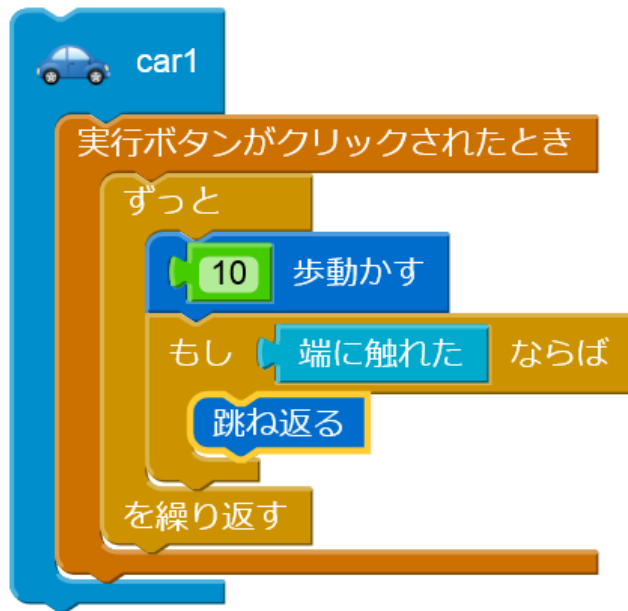 car1
実行ボタンがクリックされたとき
ずっと
10 歩動かす
もし 端に触れた ならば
跳ね返る
を繰り返す